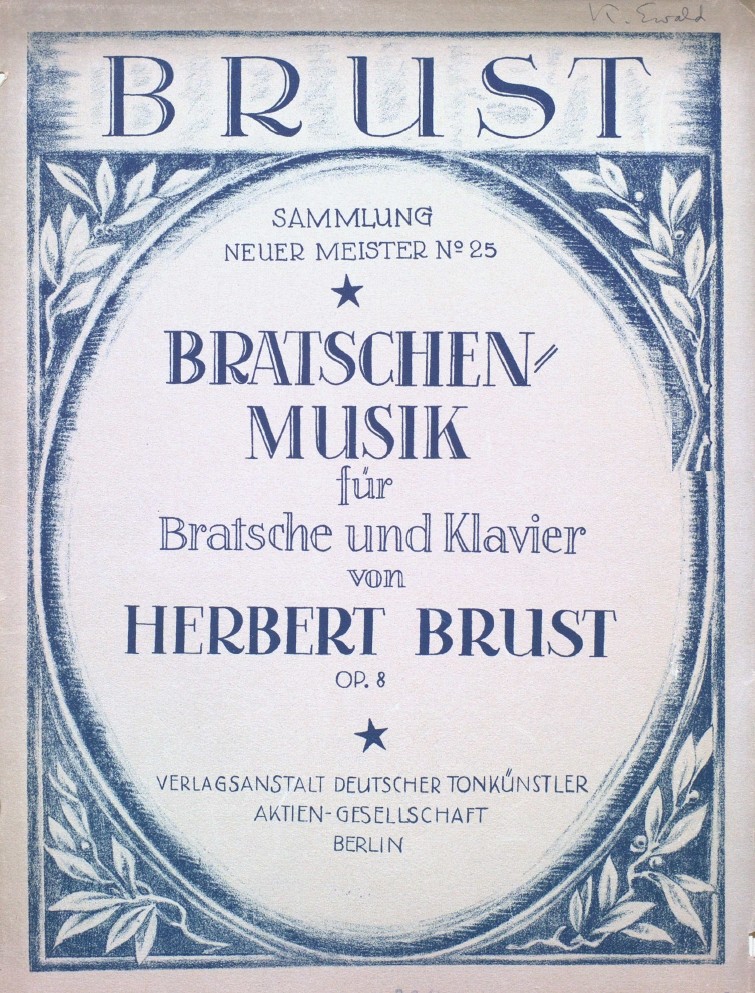 K. Ewald
BRUST
SAMMLUNG
NEUER MEISTER Nº 25
BRATSCHEN=
MUSIK
für
Bratsche und Klavier
von
HERBERT BRUST
OP. 8
VERLAGSANSTALT DEUTSCHER TONKÜNSTLER
AKTIEN-GESELLSCHAFT
BERLIN